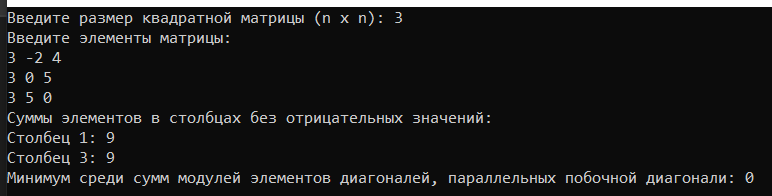 Введите размер квадратной матрицы (n x n): 3
Введите элементы матрицы:
3 -2 4
3 0 5
3 5 0
Суммы элементов в столбцах без отрицательных значений:
Столбец 1: 9
Столбец 3: 9
Минимум среди сумм модулей элементов диагоналей, параллельных побочной диагонали: 0